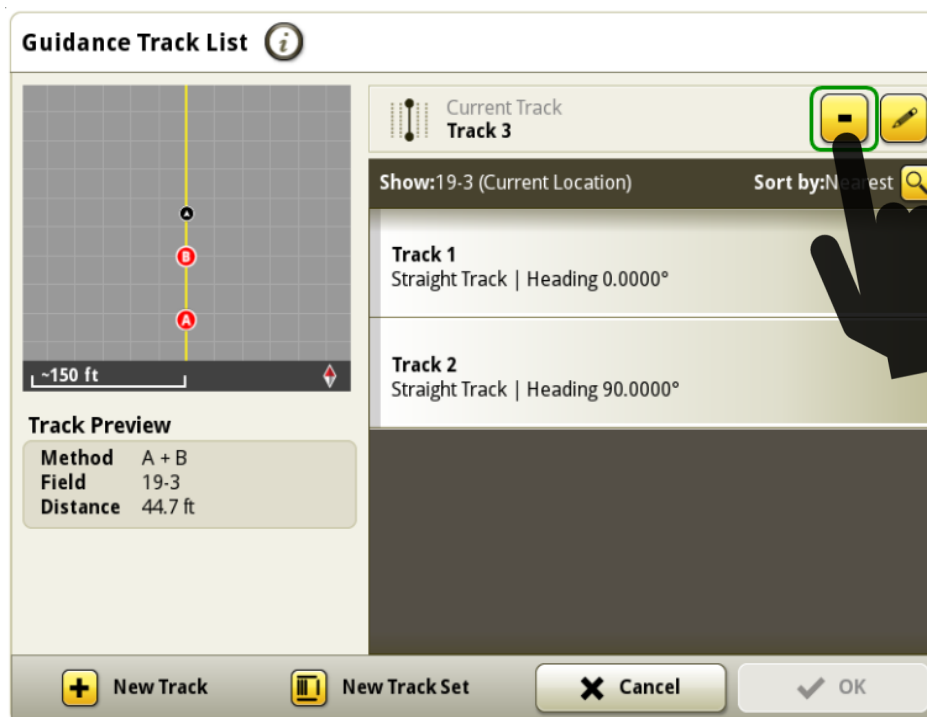 Guidance Track List i
Current Track
Track 3
Show:19-3 (Current Location)
Sort by:Nearest
Track 1
Straight Track | Heading 0.0000°
Track 2
Straight Track | Heading 90.0000°
A
B
A
~150 ft
Track Preview
Method A + B
Field 19-3
Distance 44.7 ft
New Track
New Track Set
Cancel
OK